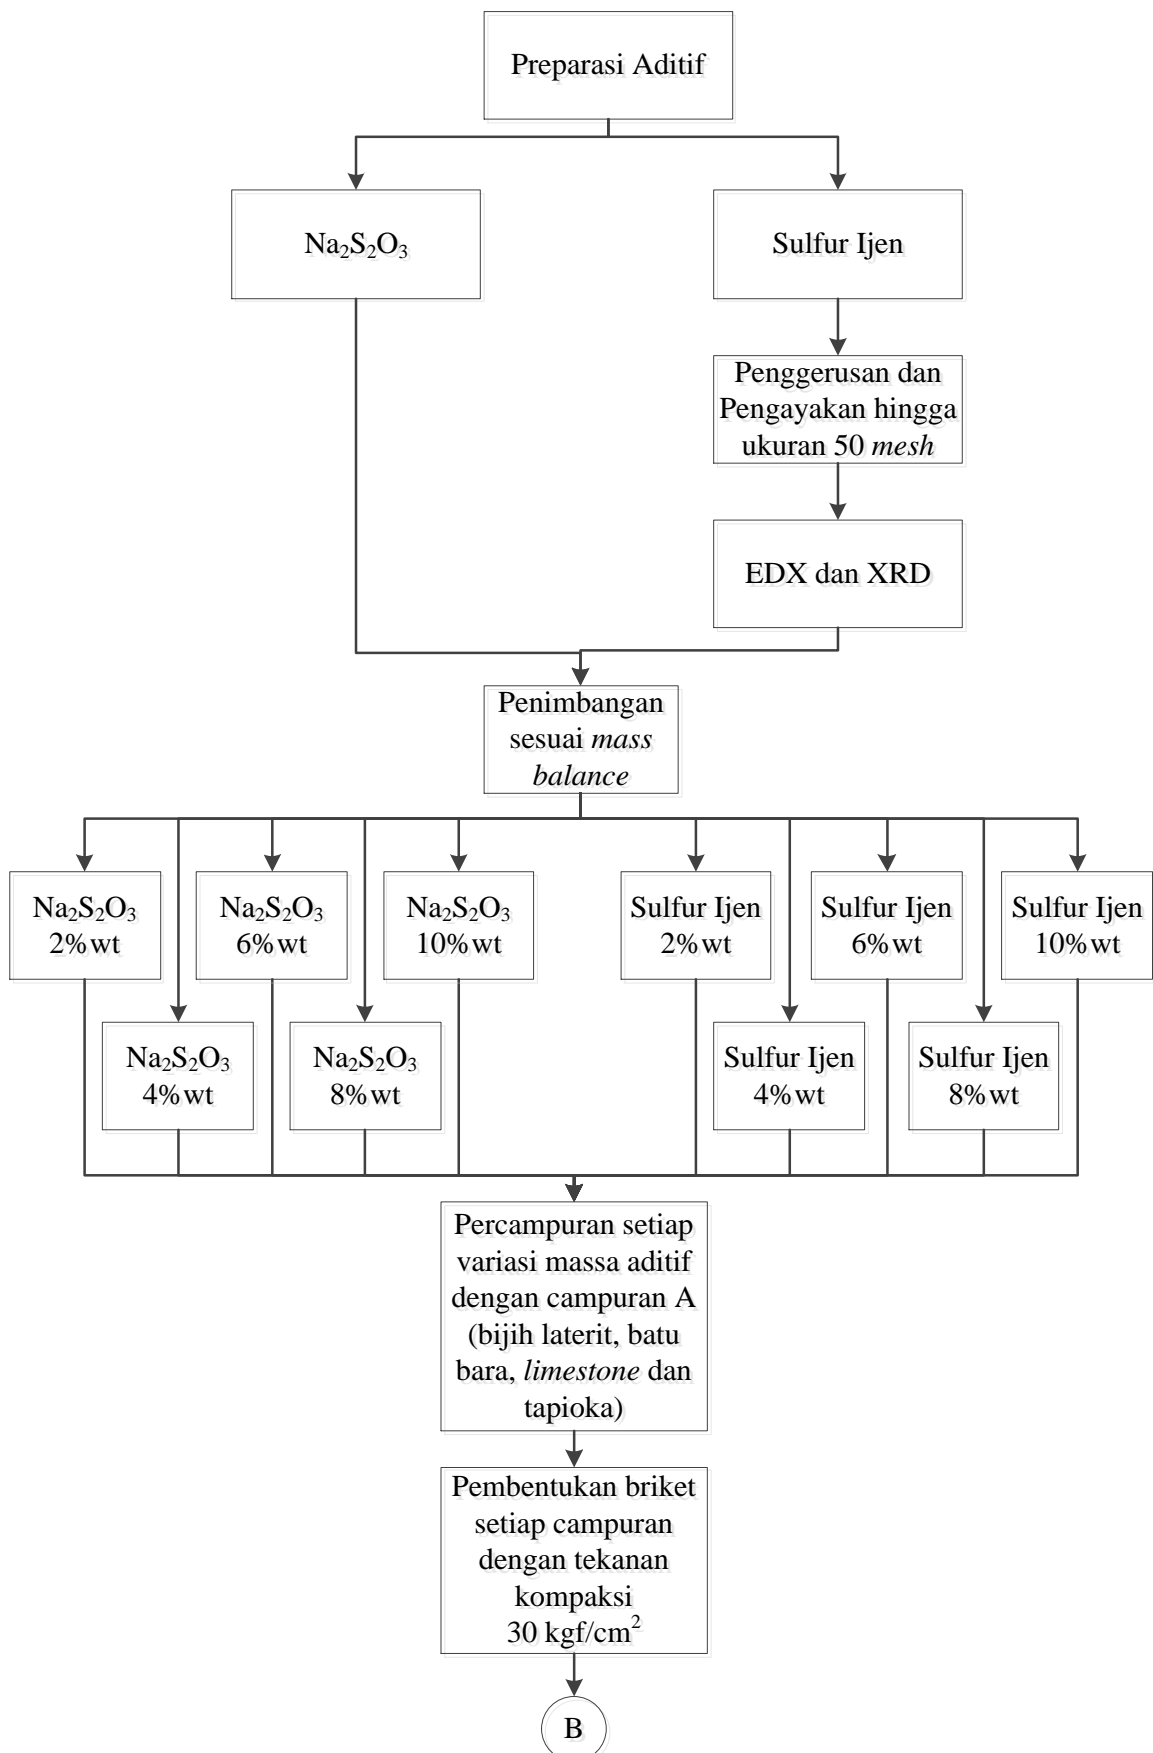 Preparasi Aditif
Na₂S₂O₃
Sulfur Ijen
Penggerusan dan
Pengayakan hingga
ukuran 50 mesh
EDX dan XRD
Penimbangan
sesuai mass
balance
Na₂S₂O₃
2%wt
Na₂S₂O₃
6%wt
Na₂S₂O₃
10%wt
Sulfur Ijen
2%wt
Sulfur Ijen
6%wt
Sulfur Ijen
10%wt
Na₂S₂O₃
4%wt
Na₂S₂O₃
8%wt
Sulfur Ijen
4%wt
Sulfur Ijen
8%wt
Percampuran setiap
variasi massa aditif
dengan campuran A
(bijih laterit, batu
bara, limestone dan
tapioka)
Pembentukan briket
setiap campuran
dengan tekanan
kompaksi
30 kgf/cm²
B